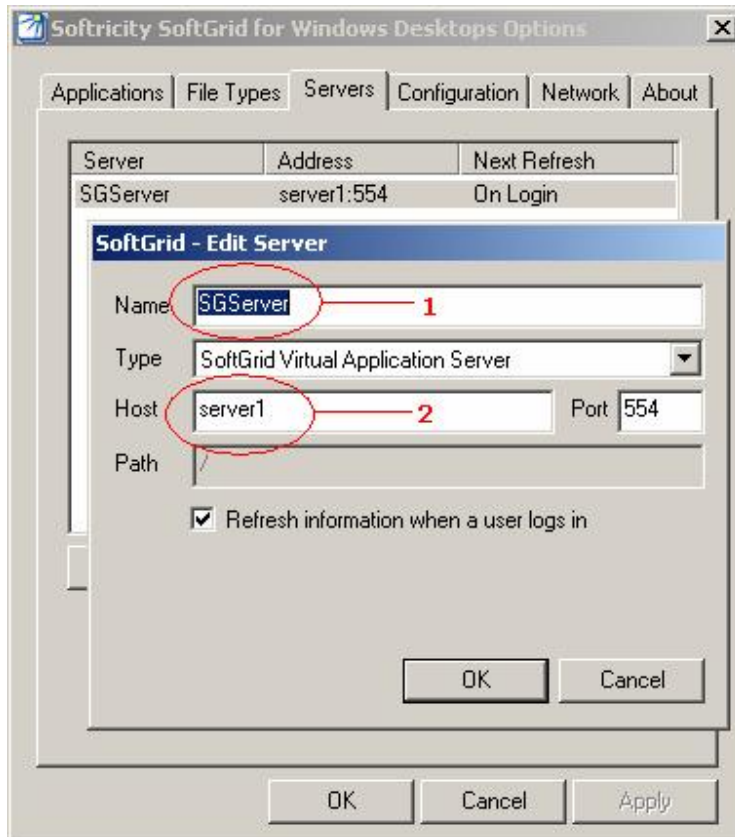 Softricity SoftGrid for Windows Desktops Options
Applications File Types Servers Configuration Network About
Server Address Next Refresh
SGServer server1:554 On Login
SoftGrid - Edit Server
Name SGServer 1
Type SoftGrid Virtual Application Server
Host server1 2 Port 554
Path /
Refresh information when a user logs in
OK Cancel
OK Cancel Apply